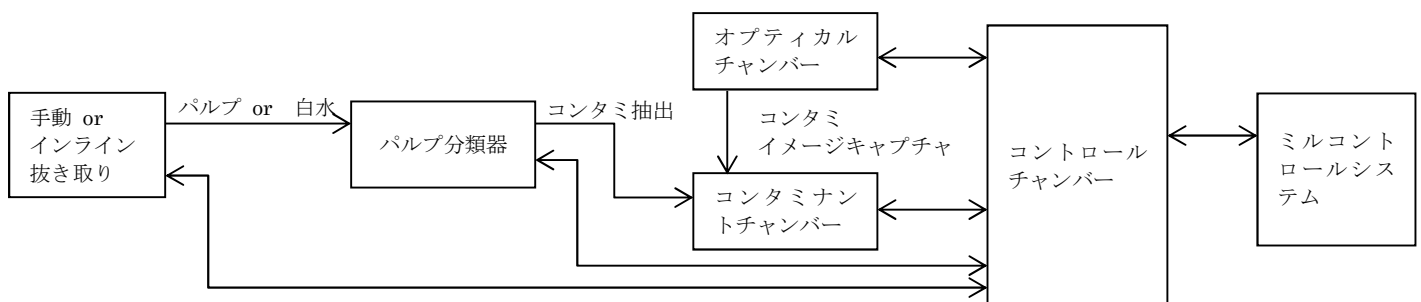 手動 or
インライン
抜き取り
パルプ or 白水
パルプ分類器
コンタミ抽出
オプティカル
チャンバー
コンタミ
イメージキャプチャ
コンタミナン
トチャンバー
コントロール
チャンバー
ミルコント
ロールシス
テム